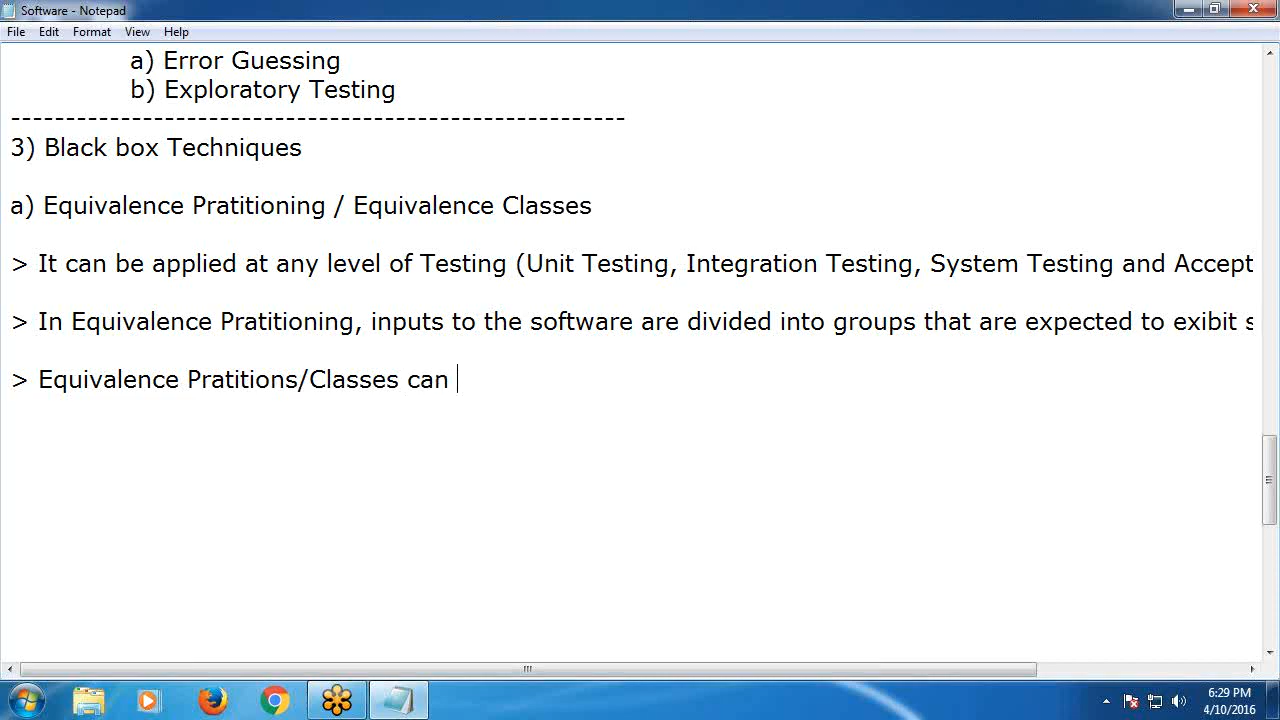 Software - Notepad
File Edit Format View Help
a) Error Guessing
b) Exploratory Testing
--------------------------------------------------------
3) Black box Techniques
a) Equivalence Pratitioning / Equivalence Classes
> It can be applied at any level of Testing (Unit Testing, Integration Testing, System Testing and Accept
> In Equivalence Pratitioning, inputs to the software are divided into groups that are expected to exibit s
> Equivalence Pratitions/Classes can
6:29 PM
4/10/2016